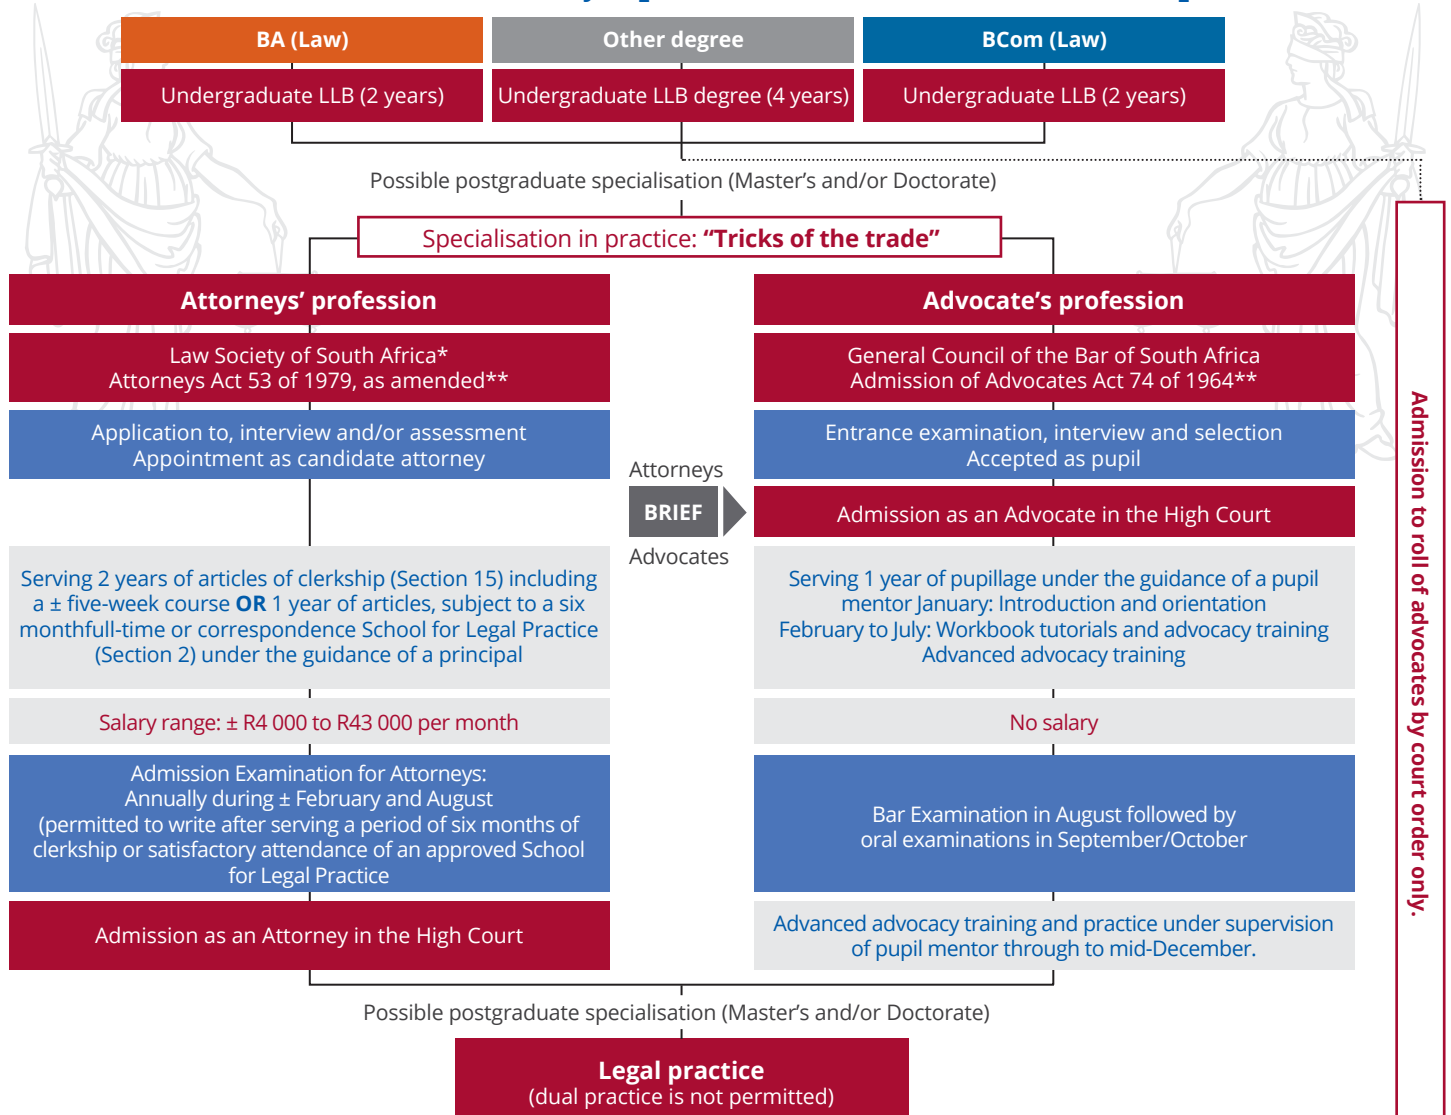 BA (Law)
Other degree
BCom (Law)
Undergraduate LLB (2 years)
Undergraduate LLB degree (4 years)
Undergraduate LLB (2 years)
Possible postgraduate specialisation (Master's and/or Doctorate)
Specialisation in practice: “Tricks of the trade”
Attorneys’ profession
Law Society of South Africa*
Attorneys Act 53 of 1979, as amended**
Application to, interview and/or assessment
Appointment as candidate attorney
Serving 2 years of articles of clerkship (Section 15) including
a ± five-week course OR 1 year of articles, subject to a six
monthfull-time or correspondence School for Legal Practice
(Section 2) under the guidance of a principal
Salary range: ± R4 000 to R43 000 per month
Admission Examination for Attorneys:
Annually during ± February and August
(permitted to write after serving a period of six months of
clerkship or satisfactory attendance of an approved School
for Legal Practice
Admission as an Attorney in the High Court
Attorneys
BRIEF
Advocates
Advocate’s profession
General Council of the Bar of South Africa
Admission of Advocates Act 74 of 1964**
Entrance examination, interview and selection
Accepted as pupil
Admission as an Advocate in the High Court
Serving 1 year of pupillage under the guidance of a pupil
mentor January: Introduction and orientation
February to July: Workbook tutorials and advocacy training
Advanced advocacy training
No salary
Bar Examination in August followed by
oral examinations in September/October
Advanced advocacy training and practice under supervision
of pupil mentor through to mid-December.
Admission to roll of advocates by court order only.
Possible postgraduate specialisation (Master's and/or Doctorate)
Legal practice
(dual practice is not permitted)